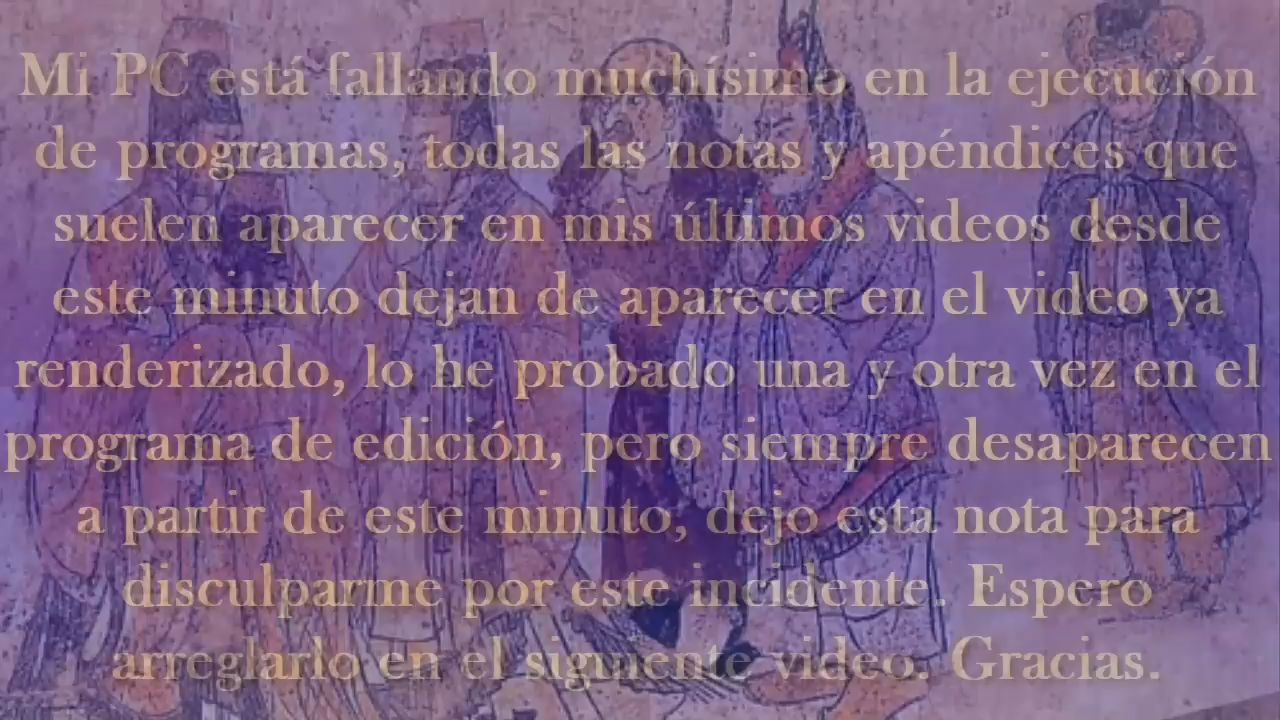 Mi PC está fallando muchísimo en la ejecución
de programas, todas las notas y apéndices que
suelen aparecer en mis últimos videos desde
este minuto dejan de aparecer en el video ya
renderizado, lo he probado una y otra vez en el
programa de edición, pero siempre desaparecen
a partir de este minuto, dejo esta nota para
disculparme por este incidente. Espero
arreglarlo en el siguiente video. Gracias.